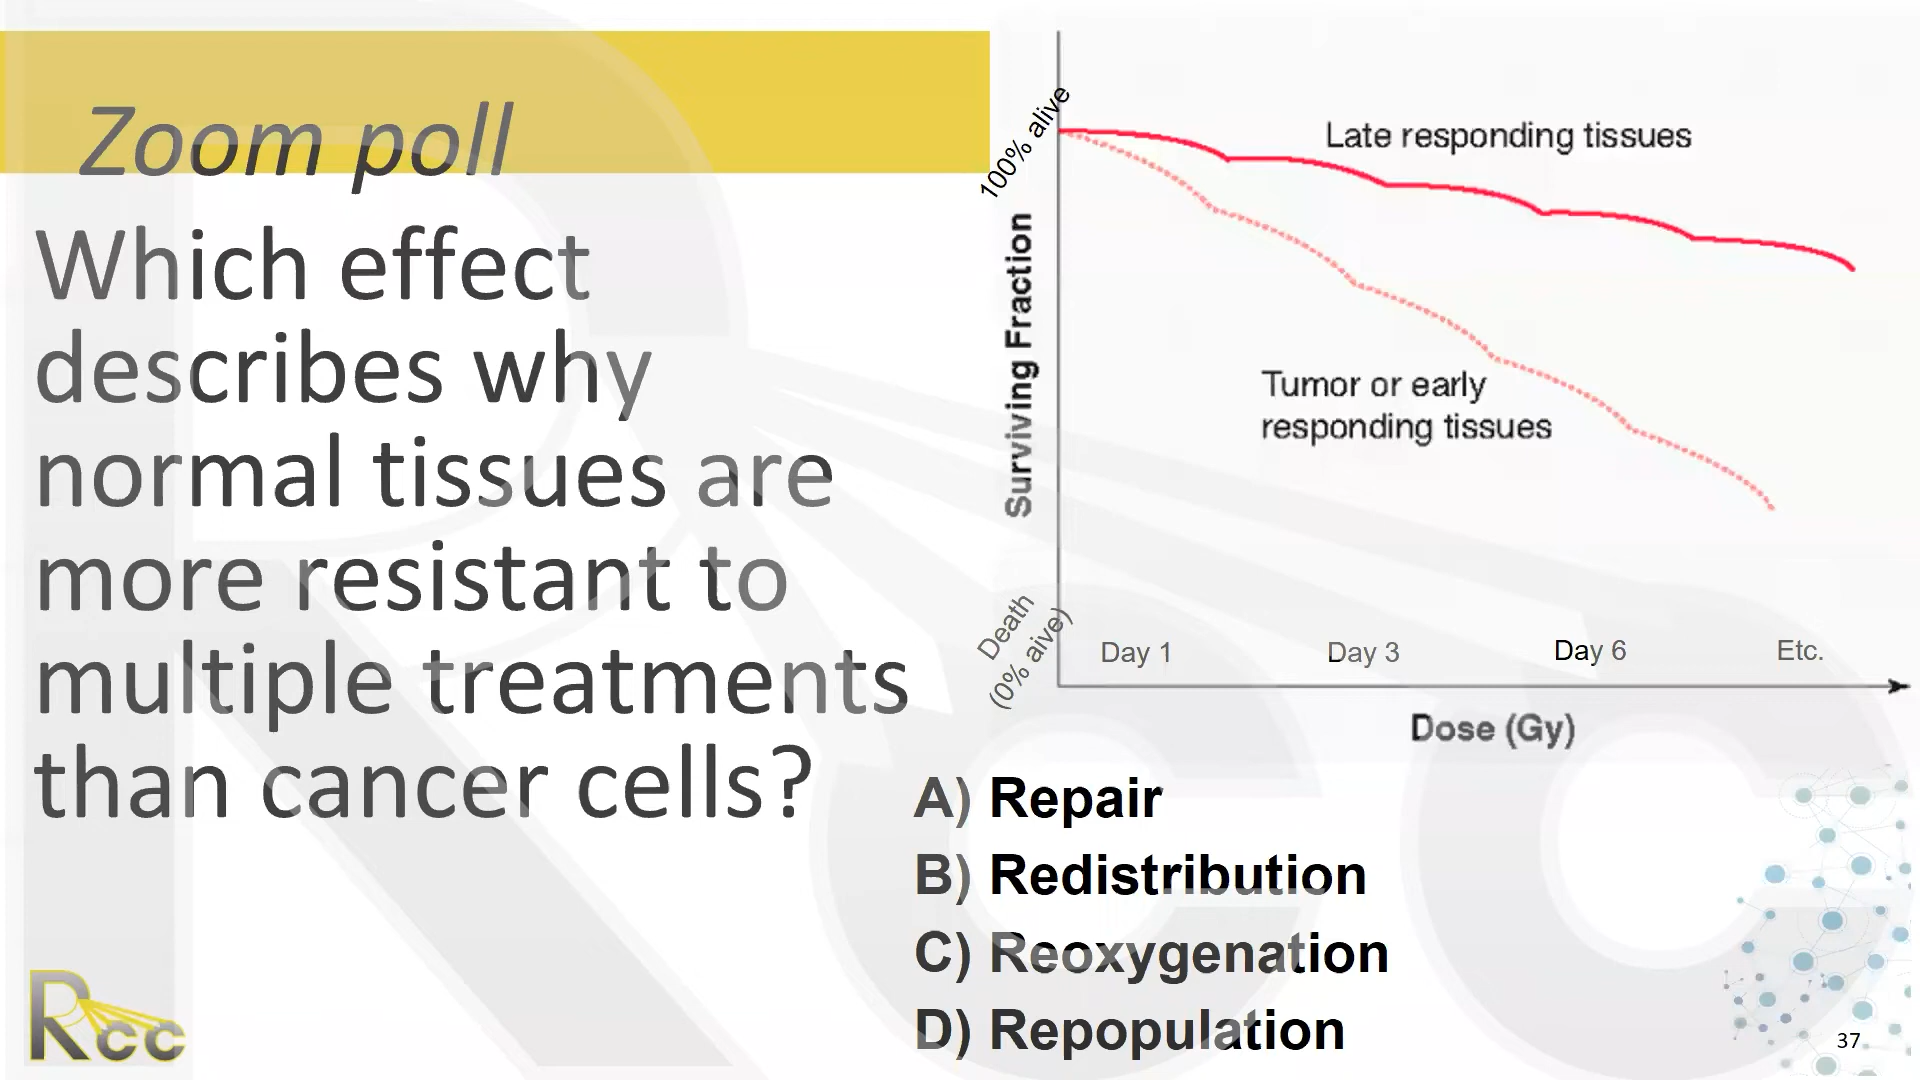 Zoom poll
Which effect
describes why
normal tissues are
more resistant to
multiple treatments
than cancer cells?
100% alive
Surviving Fraction
Death
(0% alive)
Late responding tissues
Tumor or early
responding tissues
Day 1
Day 3
Day 6
Etc.
Dose (Gy)
A) Repair
B) Redistribution
C) Reoxygenation
D) Repopulation
Rcc
37